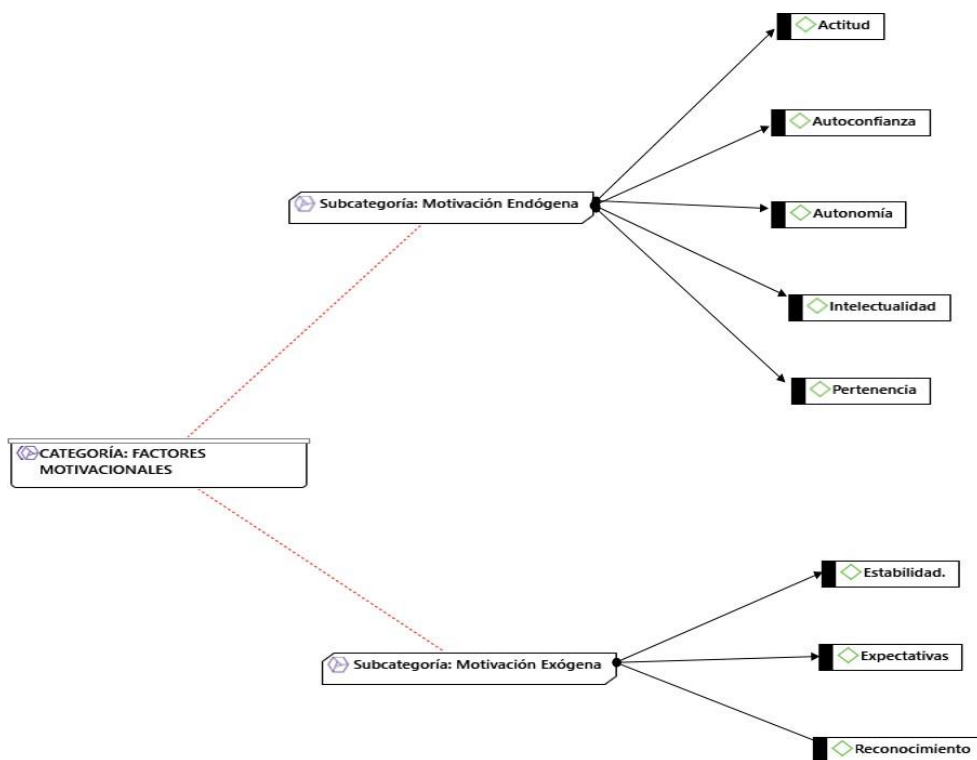 Actitud
Autoconfianza
Subcategoría: Motivación Endógena
Autonomía
Intelectualidad
Pertenencia
CATEGORÍA: FACTORES
MOTIVACIONALES
Estabilidad.
Subcategoría: Motivación Exógena
Expectativas
Reconocimiento